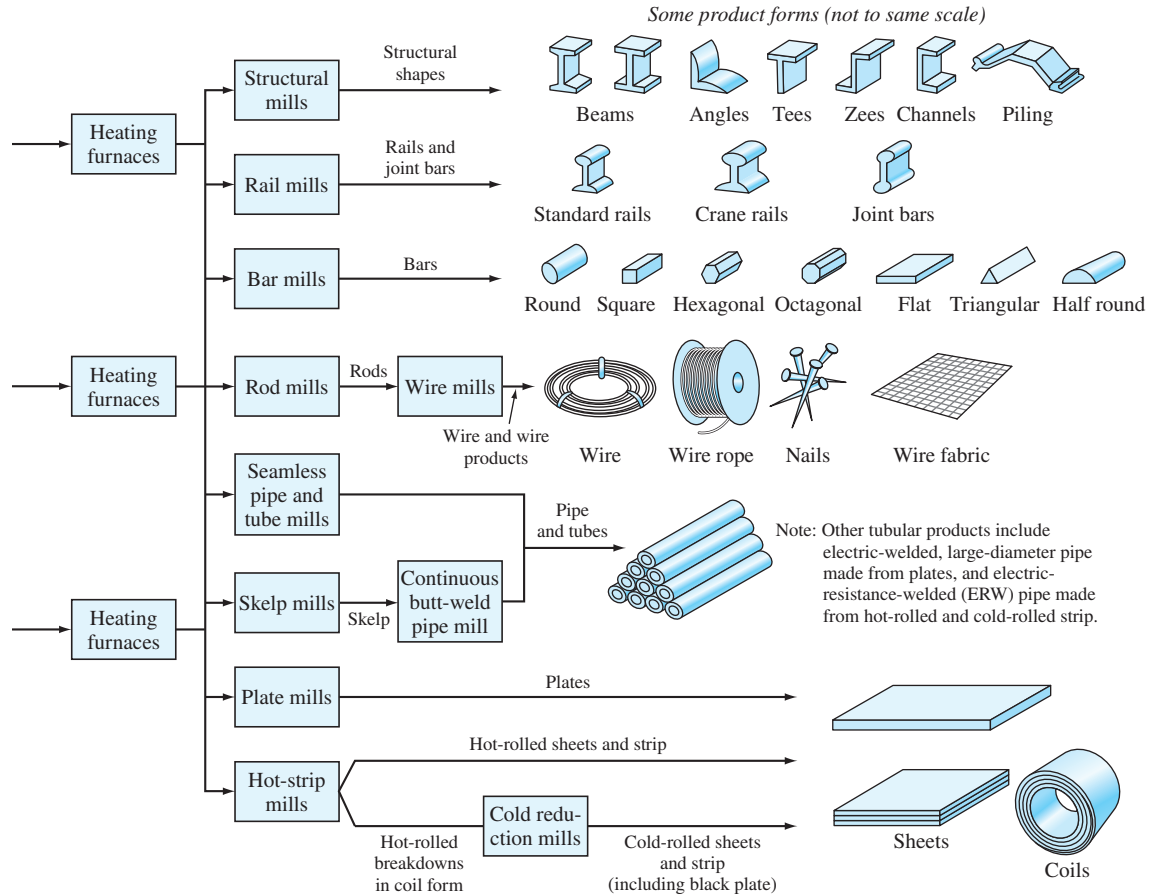 Some product forms (not to same scale)
Heating
furnaces
Structural
mills
Structural
shapes
Beams
Angles
Tees
Zees
Channels
Piling
Rail mills
Rails and
joint bars
Standard rails
Crane rails
Joint bars
Bar mills
Bars
Round
Square
Hexagonal
Octagonal
Flat
Triangular
Half round
Heating
furnaces
Rod mills
Rods
Wire mills
Wire and wire
products
Wire
Wire rope
Nails
Wire fabric
Seamless
pipe and
tube mills
Pipe
and tubes
Note: Other tubular products include
electric-welded, large-diameter pipe
made from plates, and electric-
resistance-welded (ERW) pipe made
from hot-rolled and cold-rolled strip.
Heating
furnaces
Skelp mills
Skelp
Continuous
butt-weld
pipe mill
Plate mills
Plates
Hot-strip
mills
Hot-rolled sheets and strip
Hot-rolled
breakdowns
in coil form
Cold redu-
ction mills
Cold-rolled sheets
and strip
(including black plate)
Sheets
Coils